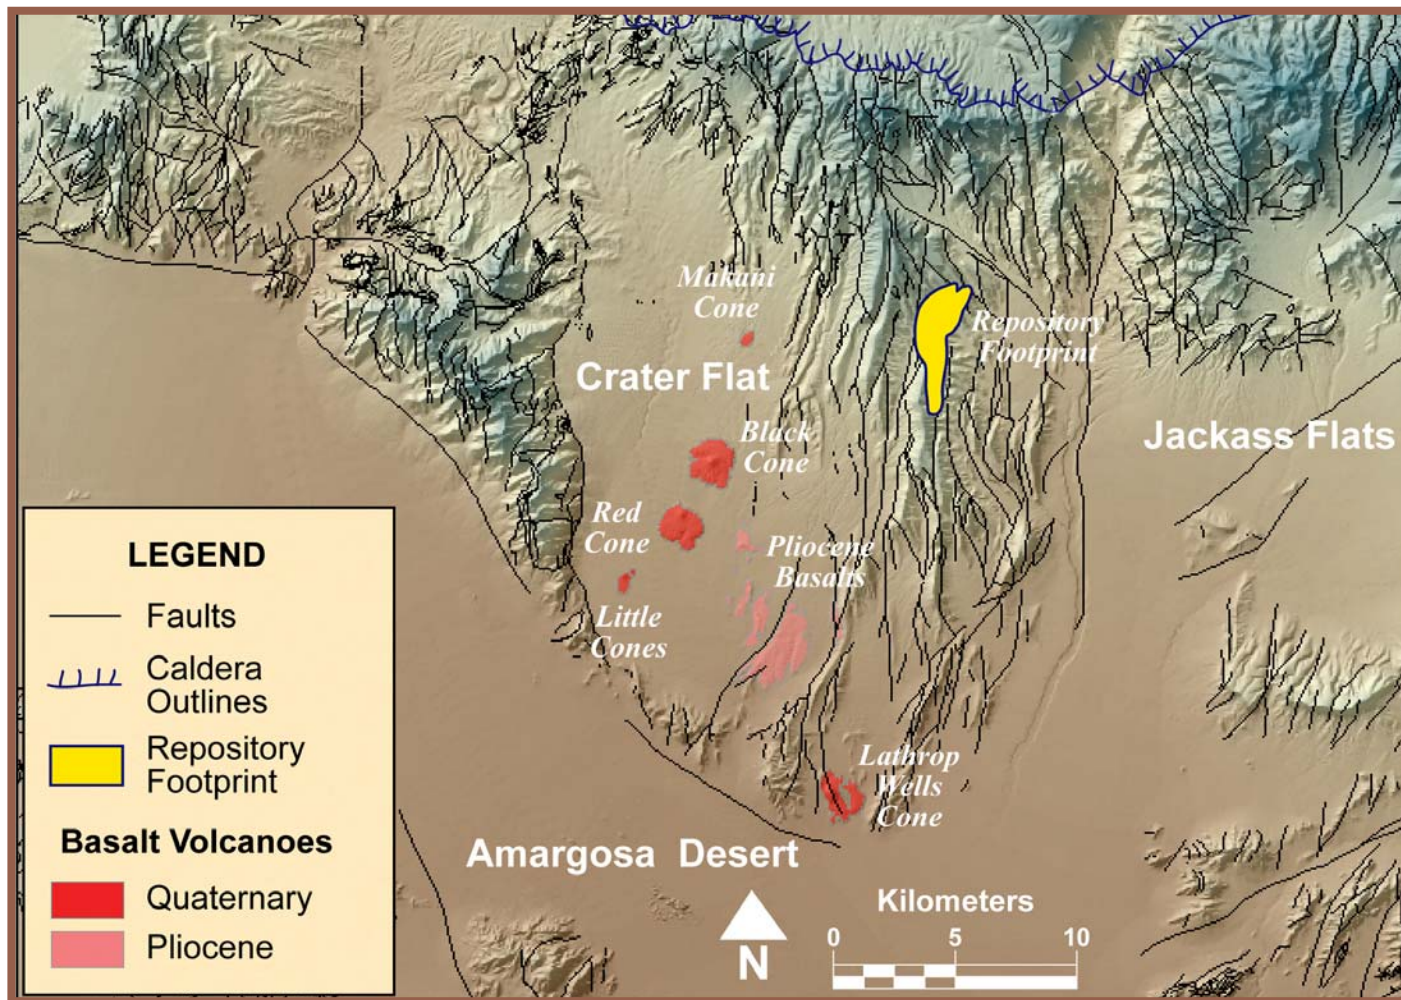 Makani
Cone
Repository
Footprint
Crater Flat
Black
Cone
Jackass Flats
Red
Cone
Pliocene
Basalts
Little
Cones
Lathrop
Wells
Cone
Amargosa Desert
N
Kilometers
0 5 10
LEGEND
Faults
Caldera
Outlines
Repository
Footprint
Basalt Volcanoes
Quaternary
Pliocene